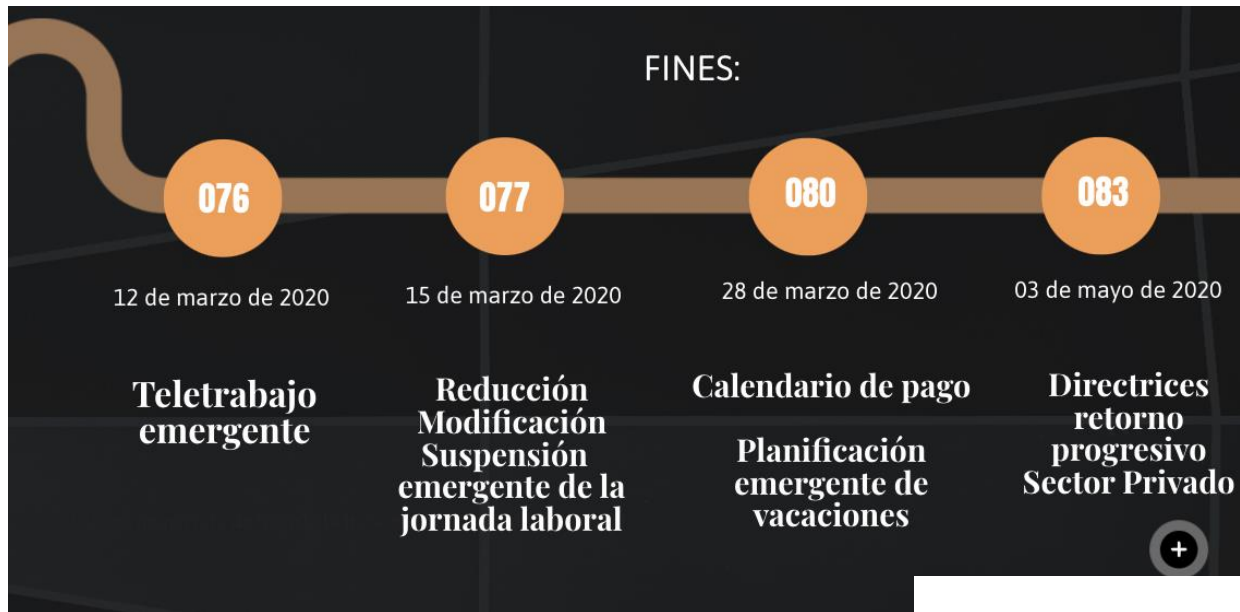 FINES:
076
12 de marzo de 2020
Teletrabajo
emergente
077
15 de marzo de 2020
Reducción
Modificación
Suspensión
emergente de la
jornada laboral
080
28 de marzo de 2020
Calendario de pago
Planificación
emergente de
vacaciones
083
03 de mayo de 2020
Directrices
retorno
progresivo
Sector Privado
+